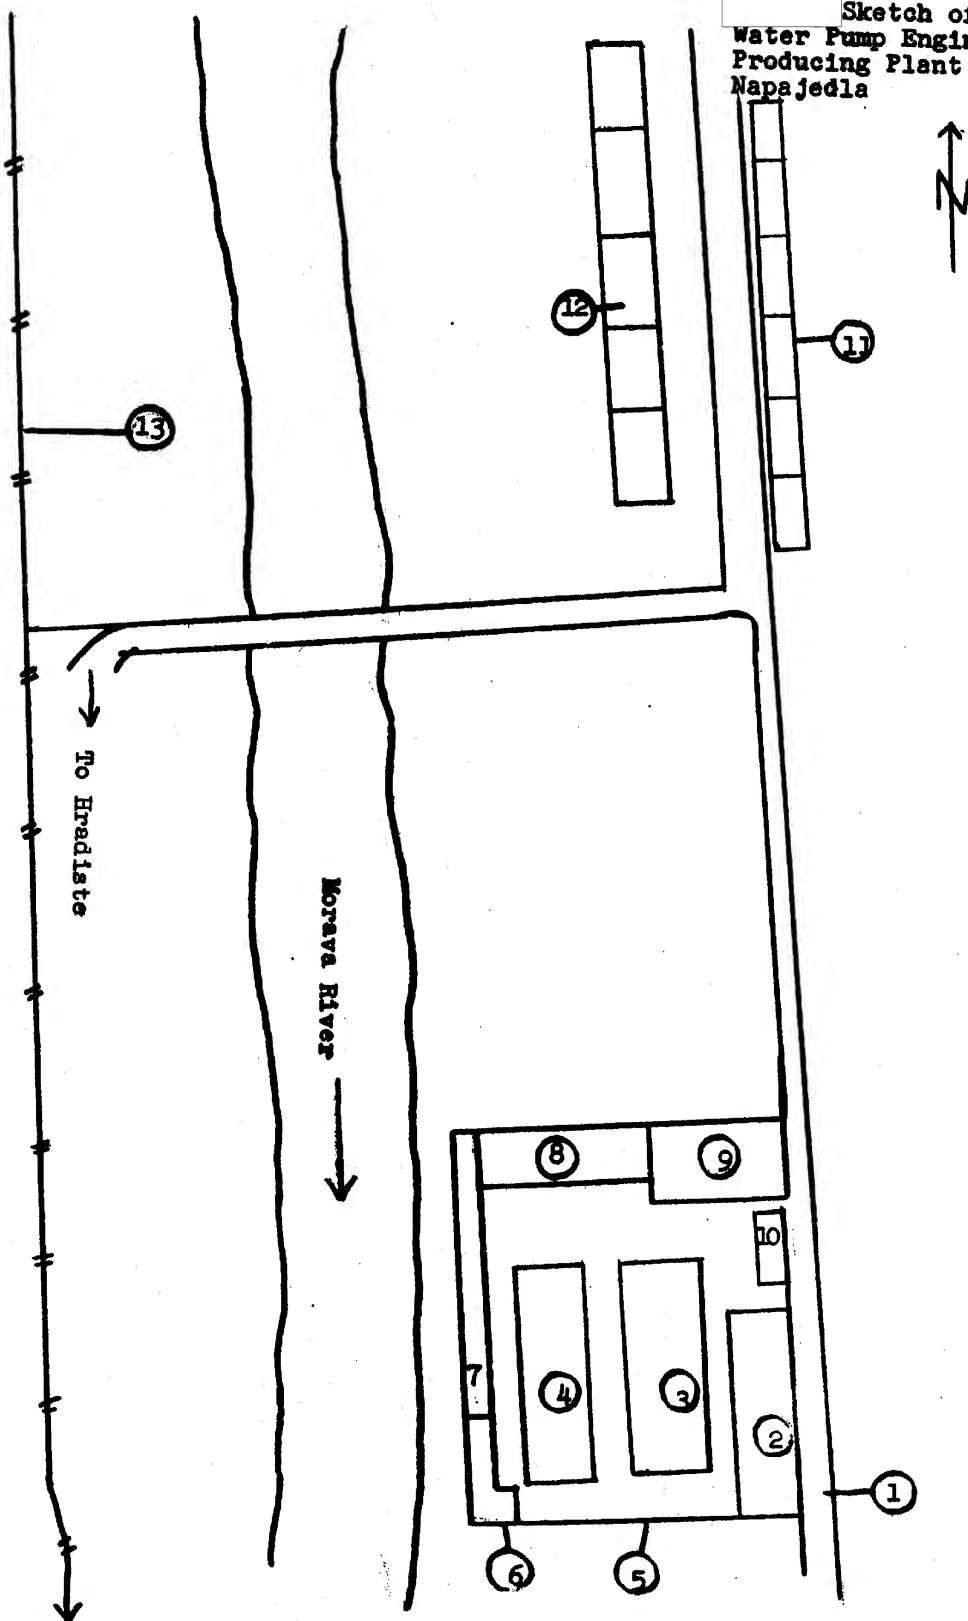 Sketch of
Water Pump Engin
Producing Plant
Napajedla
N
12
11
13
To Hradiste
Morava River
8
9
10
7
4
3
2
1
6
5